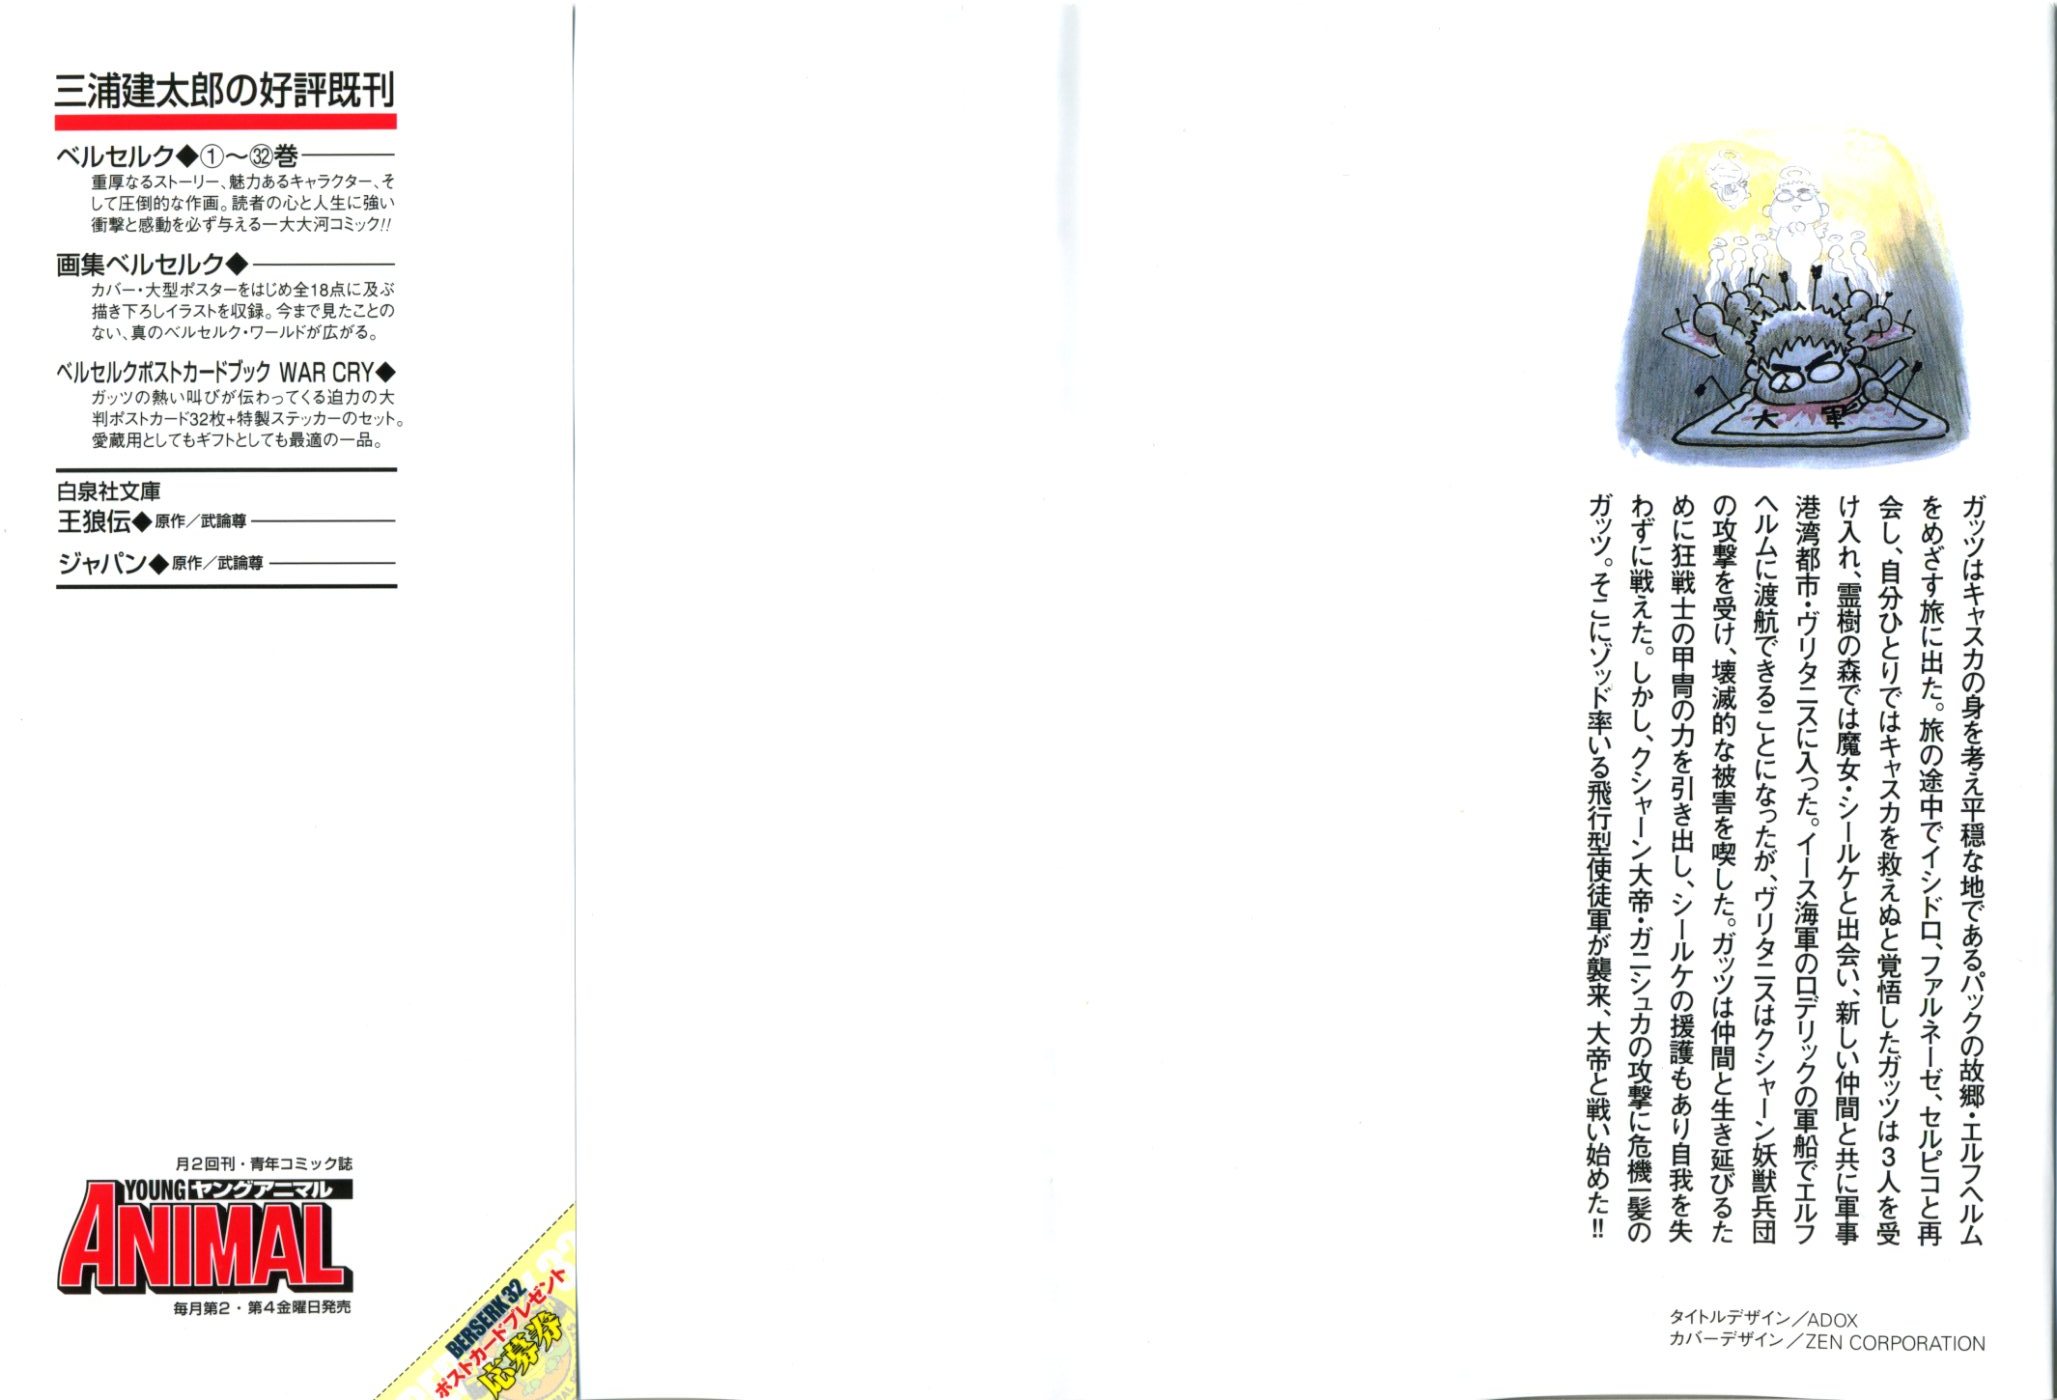 三浦建太郎の好評既刊
ベルセルク◆①～㉜巻
重厚なるストーリー、魅力あるキャラクター、そ
して圧倒的な作画。読者の心と人生に強い
衝撃と感動を必ず与える一大大河コミック!!
画集ベルセルク◆
カバー・大型ポスターをはじめ全18点に及ぶ
描き下ろしイラストを収録。今まで見たことの
ない、真のベルセルク・ワールドが広がる。
ベルセルクポストカードブック WAR CRY◆
ガッツの熱い叫びが伝わってくる迫力の大
判ポストカード32枚+特製ステッカーのセット。
愛蔵用としてもギフトとしても最適の一品。
白泉社文庫
王狼伝◆原作／武論尊
ジャパン◆原作／武論尊
月2回刊・青年コミック誌
YOUNG ヤングアニマル
ANIMAL
毎月第2・第4金曜日発売
BERSERK 32
ポストカードプレゼント
応募券
大軍
ガッツはキャスカの身を考え平穏な地であるパックの故郷・エルフヘルム
をめざす旅に出た。旅の途中でイシドロ、ファルネーゼ、セルピコと再
会し、自分ひとりではキャスカを救えぬと覚悟したガッツは3人を受
け入れ、霊樹の森では魔女・シールケと出会い、新しい仲間と共に軍事
港湾都市・ヴリタニスに入った。イース海軍のロデリックの軍船でエルフ
ヘルムに渡航できることになったが、ヴリタニスはクシャーン妖獣兵団
の攻撃を受け、壊滅的な被害を喫した。ガッツは仲間と生き延びるた
めに狂戦士の甲冑の力を引き出し、シールケの援護もあり自我を失
わずに戦えた。しかし、クシャーン大帝・ガニシュカの攻撃に危機一髪の
ガッツ。そこにゾッド率いる飛行型使徒軍が襲来、大帝と戦い始めた!!
タイトルデザイン／ADOX
カバーデザイン／ZEN CORPORATION